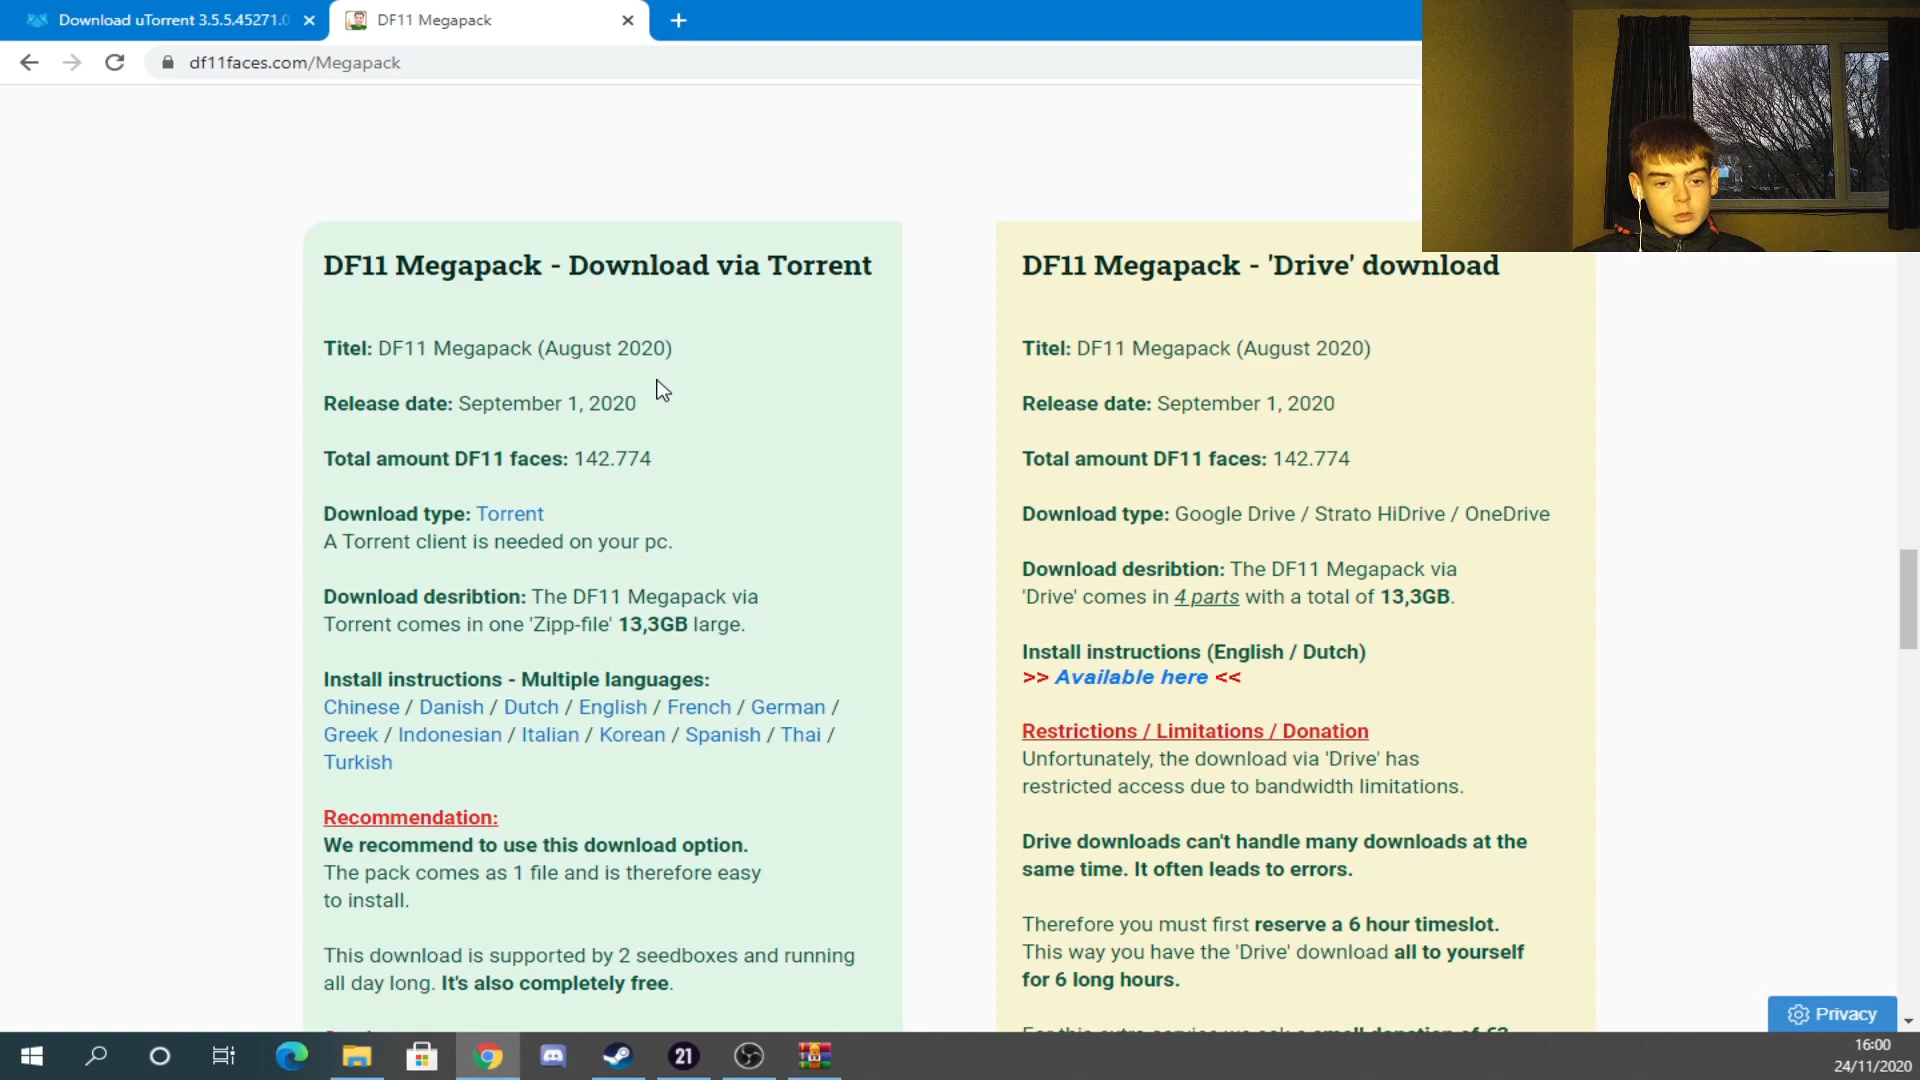 Download uTorrent 3.5.5.45271.0
DF11 Megapack
df11faces.com/Megapack
DF11 Megapack - Download via Torrent
Titel: DF11 Megapack (August 2020)
Release date: September 1, 2020
Total amount DF11 faces: 142.774
Download type: Torrent
A Torrent client is needed on your pc.
Download desribtion: The DF11 Megapack via
Torrent comes in one 'Zipp-file' 13,3GB large.
Install instructions - Multiple languages:
Chinese / Danish / Dutch / English / French / German /
Greek / Indonesian / Italian / Korean / Spanish / Thai /
Turkish
Recommendation:
We recommend to use this download option.
The pack comes as 1 file and is therefore easy
to install.
This download is supported by 2 seedboxes and running
all day long. It's also completely free.
DF11 Megapack - 'Drive' download
Titel: DF11 Megapack (August 2020)
Release date: September 1, 2020
Total amount DF11 faces: 142.774
Download type: Google Drive / Strato HiDrive / OneDrive
Download desribtion: The DF11 Megapack via
'Drive' comes in 4 parts with a total of 13,3GB.
Install instructions (English / Dutch)
>> Available here <<
Restrictions / Limitations / Donation
Unfortunately, the download via 'Drive' has
restricted access due to bandwidth limitations.
Drive downloads can't handle many downloads at the
same time. It often leads to errors.
Therefore you must first reserve a 6 hour timeslot.
This way you have the 'Drive' download all to yourself
for 6 long hours.
For this extra service we ask a small donation of €3
Privacy
21
16:00
24/11/2020